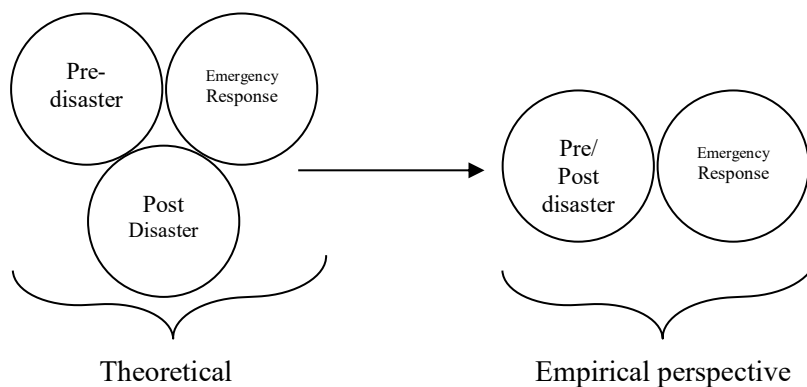 Pre-
disaster
Emergency
Response
Post
Disaster
Pre/
Post
disaster
Emergency
Response
Theoretical
Empirical perspective